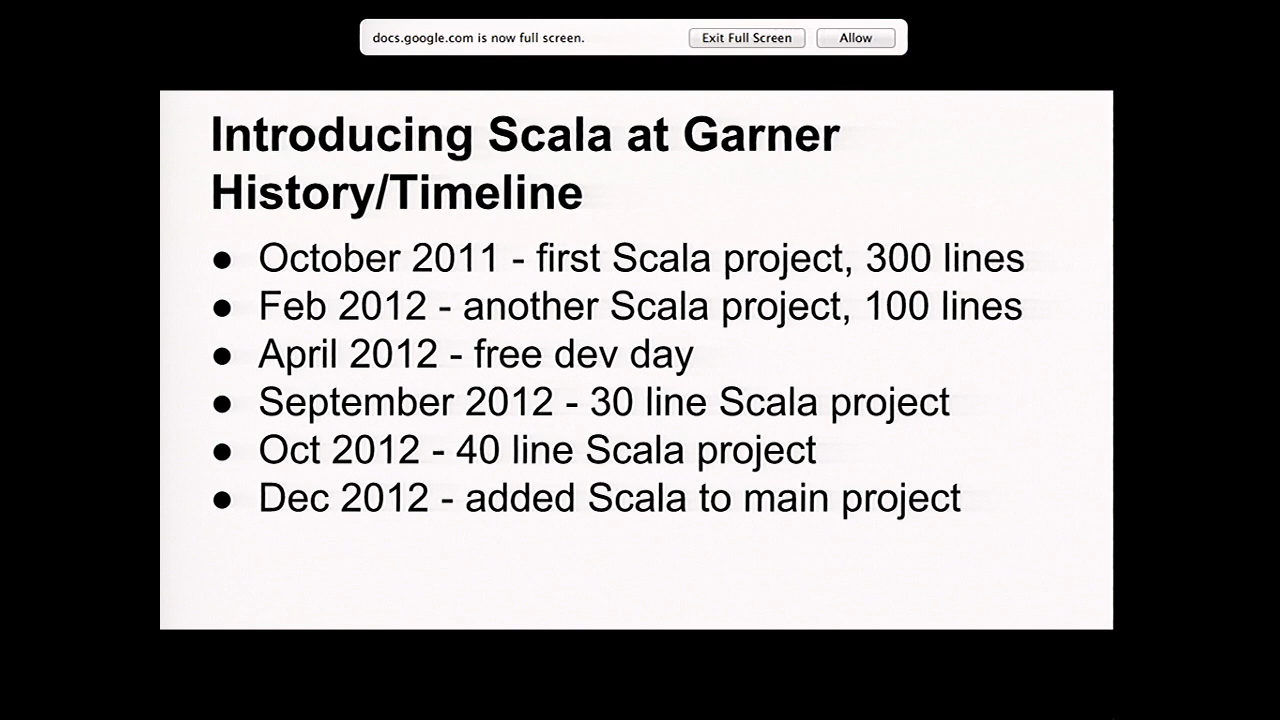 docs.google.com is now full screen.
Exit Full Screen
Allow
Introducing Scala at Garner
History/Timeline
● October 2011 - first Scala project, 300 lines
● Feb 2012 - another Scala project, 100 lines
● April 2012 - free dev day
● September 2012 - 30 line Scala project
● Oct 2012 - 40 line Scala project
● Dec 2012 - added Scala to main project